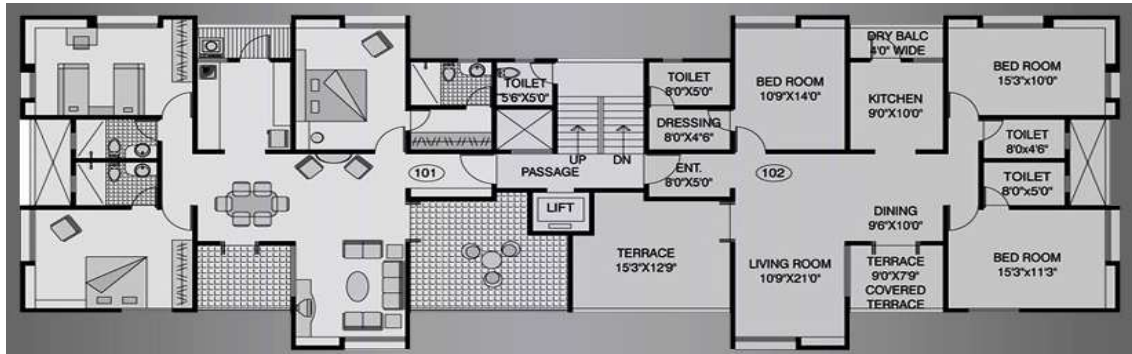 TOILET
5'6"X5'0"
UP
DN
PASSAGE
LIFT
101
TERRACE
15'3"X12'9"
TOILET
8'0"X5'0"
DRESSING
8'0"X4'6"
ENT.
8'0"X5'0"
102
BED ROOM
10'9"X14'0"
DRY BALC
4'0" WIDE
KITCHEN
9'0"X10'0"
BED ROOM
15'3"x10'0"
TOILET
8'0x4'6"
TOILET
8'0"x5'0"
DINING
9'6"X10'0"
LIVING ROOM
10'9"X21'0"
TERRACE
9'0"X7'9"
COVERED
TERRACE
BED ROOM
15'3"x11'3"